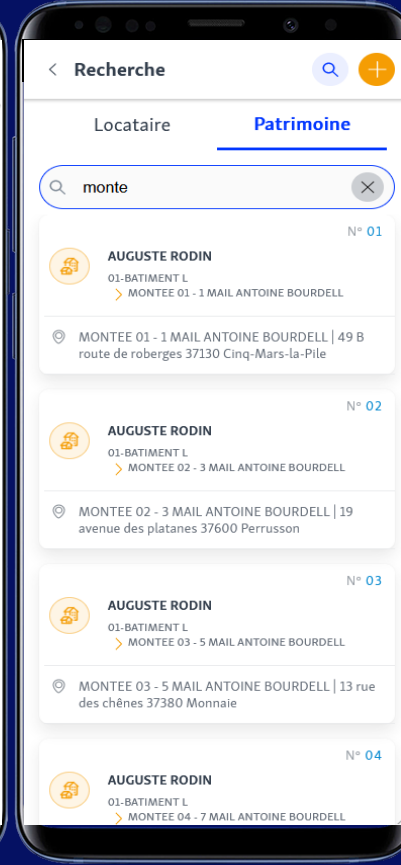 Recherche
Locataire Patrimoine
monte
N° 01
AUGUSTE RODIN
01-BATIMENT L
MONTEE 01 - 1 MAIL ANTOINE BOURDELL
MONTEE 01 - 1 MAIL ANTOINE BOURDELL | 49 B
route de roberges 37130 Cinq-Mars-la-Pile
N° 02
AUGUSTE RODIN
01-BATIMENT L
MONTEE 02 - 3 MAIL ANTOINE BOURDELL
MONTEE 02 - 3 MAIL ANTOINE BOURDELL | 19
avenue des platanes 37600 Perrusson
N° 03
AUGUSTE RODIN
01-BATIMENT L
MONTEE 03 - 5 MAIL ANTOINE BOURDELL
MONTEE 03 - 5 MAIL ANTOINE BOURDELL | 13 rue
des chênes 37380 Monnaie
N° 04
AUGUSTE RODIN
01-BATIMENT L
MONTEE 04 - 7 MAIL ANTOINE BOURDELL